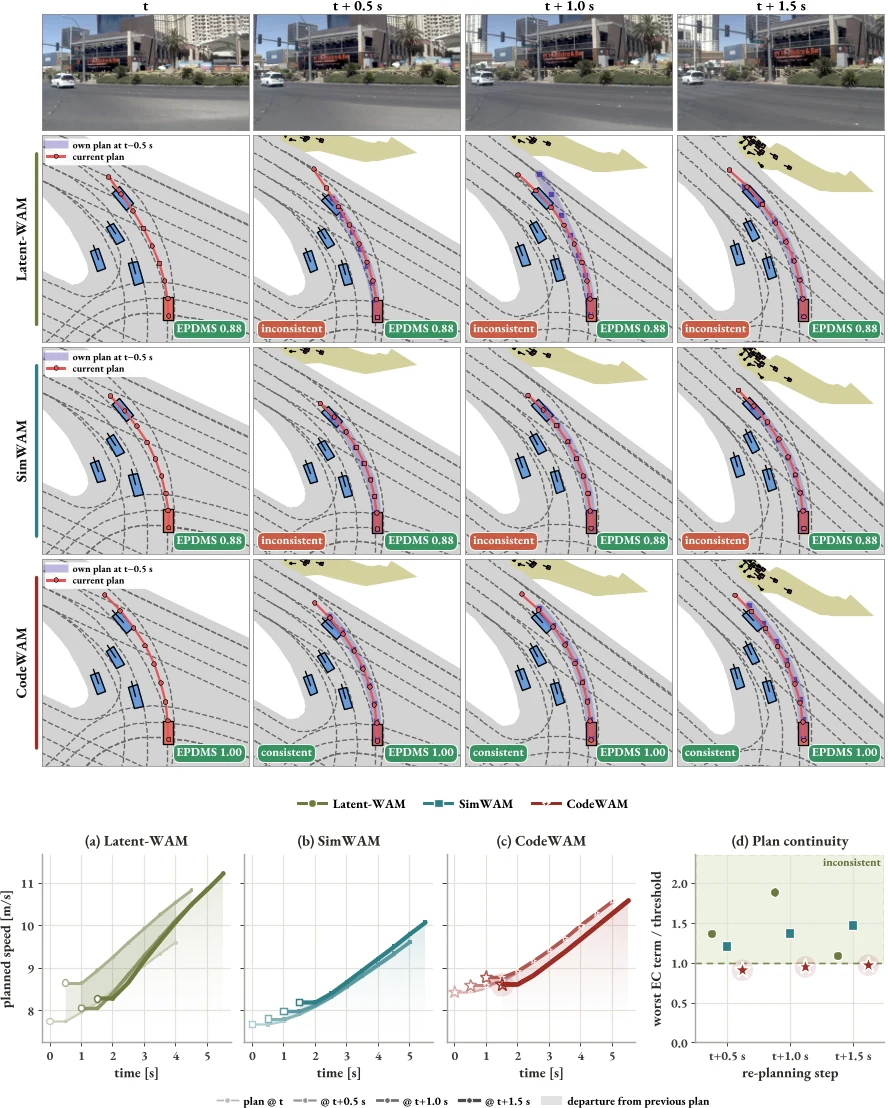 t
t + 0.5 s
t + 1.0 s
t + 1.5 s
Latent-WAM
own plan at t−0.5 s
current plan
EPDMS 0.88
inconsistent
EPDMS 0.88
inconsistent
EPDMS 0.88
inconsistent
EPDMS 0.88
SimWAM
own plan at t−0.5 s
current plan
EPDMS 0.88
inconsistent
EPDMS 0.88
inconsistent
EPDMS 0.88
inconsistent
EPDMS 0.88
CodeWAM
own plan at t−0.5 s
current plan
EPDMS 1.00
consistent
EPDMS 1.00
consistent
EPDMS 1.00
consistent
EPDMS 1.00
Latent-WAM
SimWAM
CodeWAM
(a) Latent-WAM
(b) SimWAM
(c) CodeWAM
(d) Plan continuity
planned speed [m/s]
11
10
9
8
0 1 2 3 4 5
time [s]
0 1 2 3 4 5
time [s]
0 1 2 3 4 5
time [s]
worst EC term / threshold
inconsistent
2.0
1.5
1.0
0.5
0.0
t+0.5 s
t+1.0 s
t+1.5 s
re-planning step
plan @ t
@ t+0.5 s
@ t+1.0 s
@ t+1.5 s
departure from previous plan